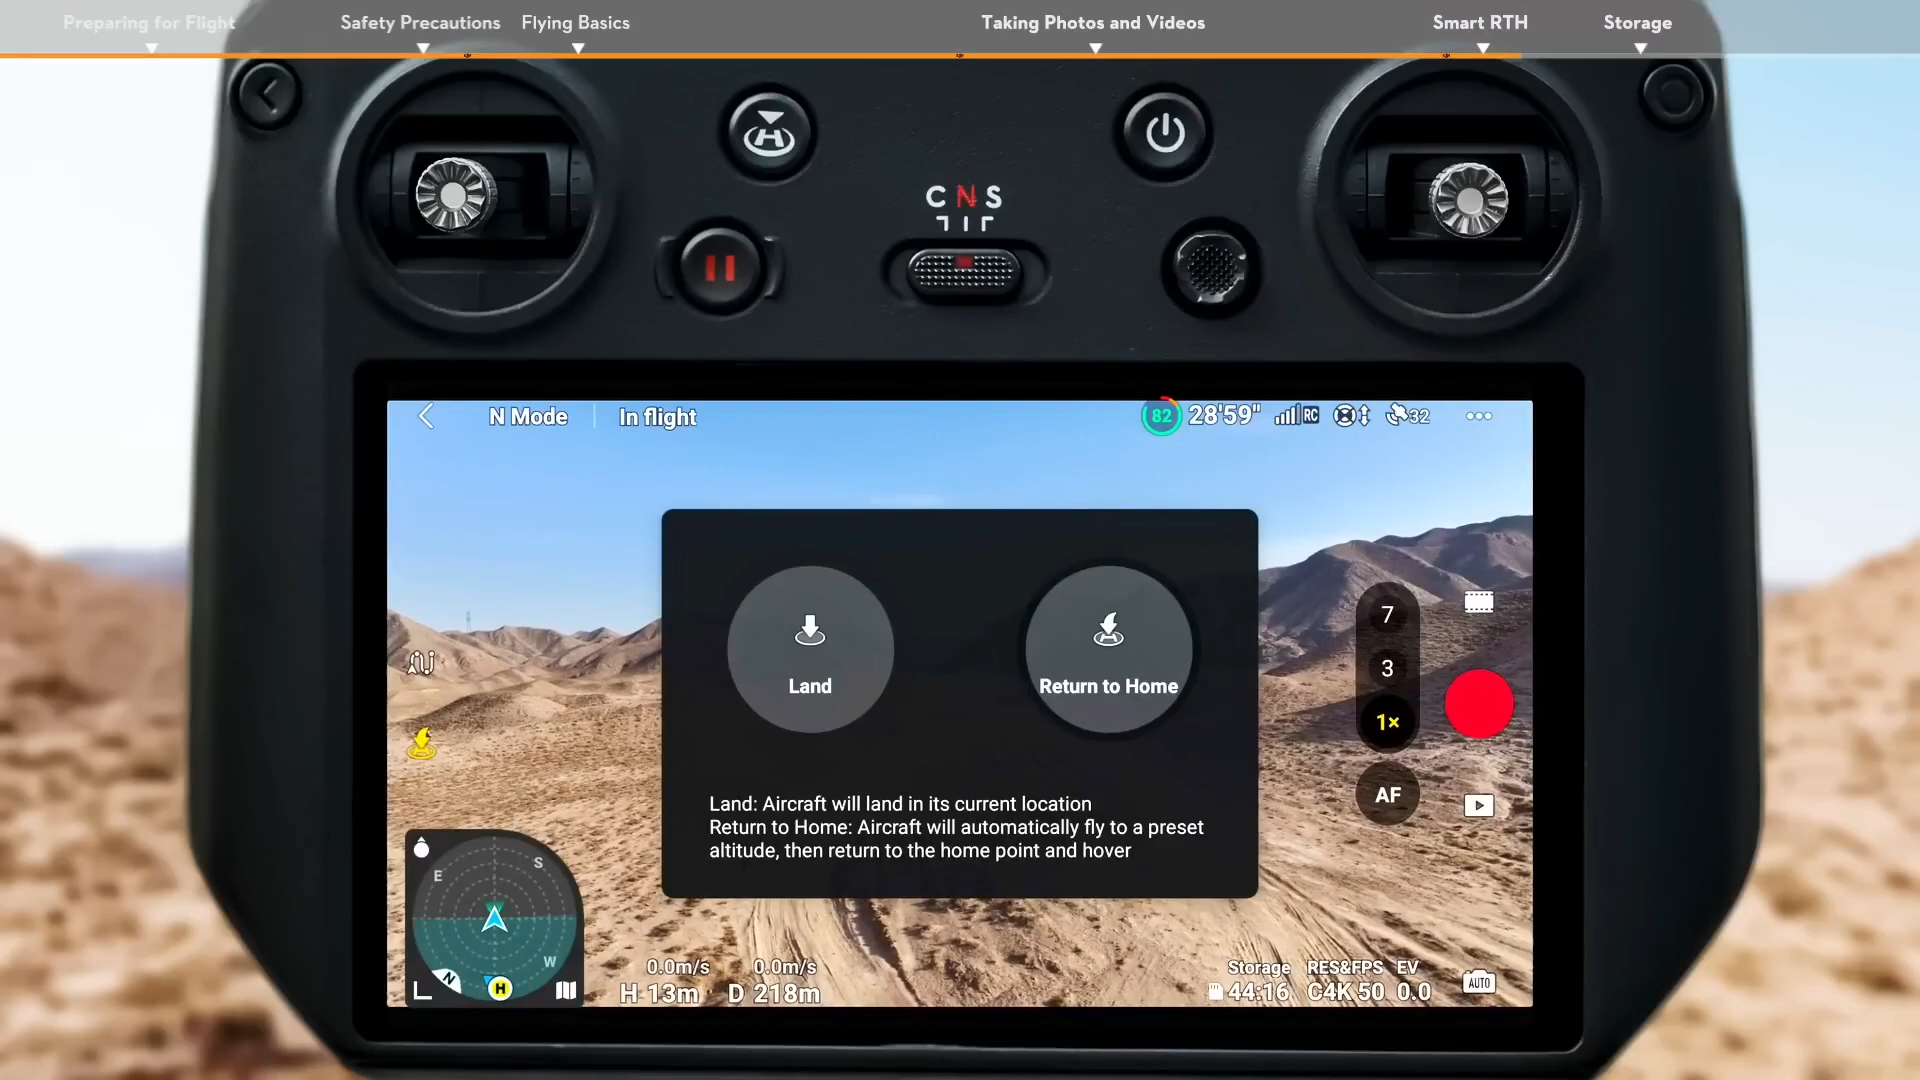 Preparing for Flight
Safety Precautions
Flying Basics
Taking Photos and Videos
Smart RTH
Storage
C N S
N Mode
In flight
82
28'59"
RC
32
7
3
1×
AF
Land
Return to Home
Land: Aircraft will land in its current location
Return to Home: Aircraft will automatically fly to a preset
altitude, then return to the home point and hover
S
E
W
N
H
0.0m/s
0.0m/s
H 13m
D 218m
Storage
RES&FPS
EV
44:16
C4K 50
0.0
AUTO